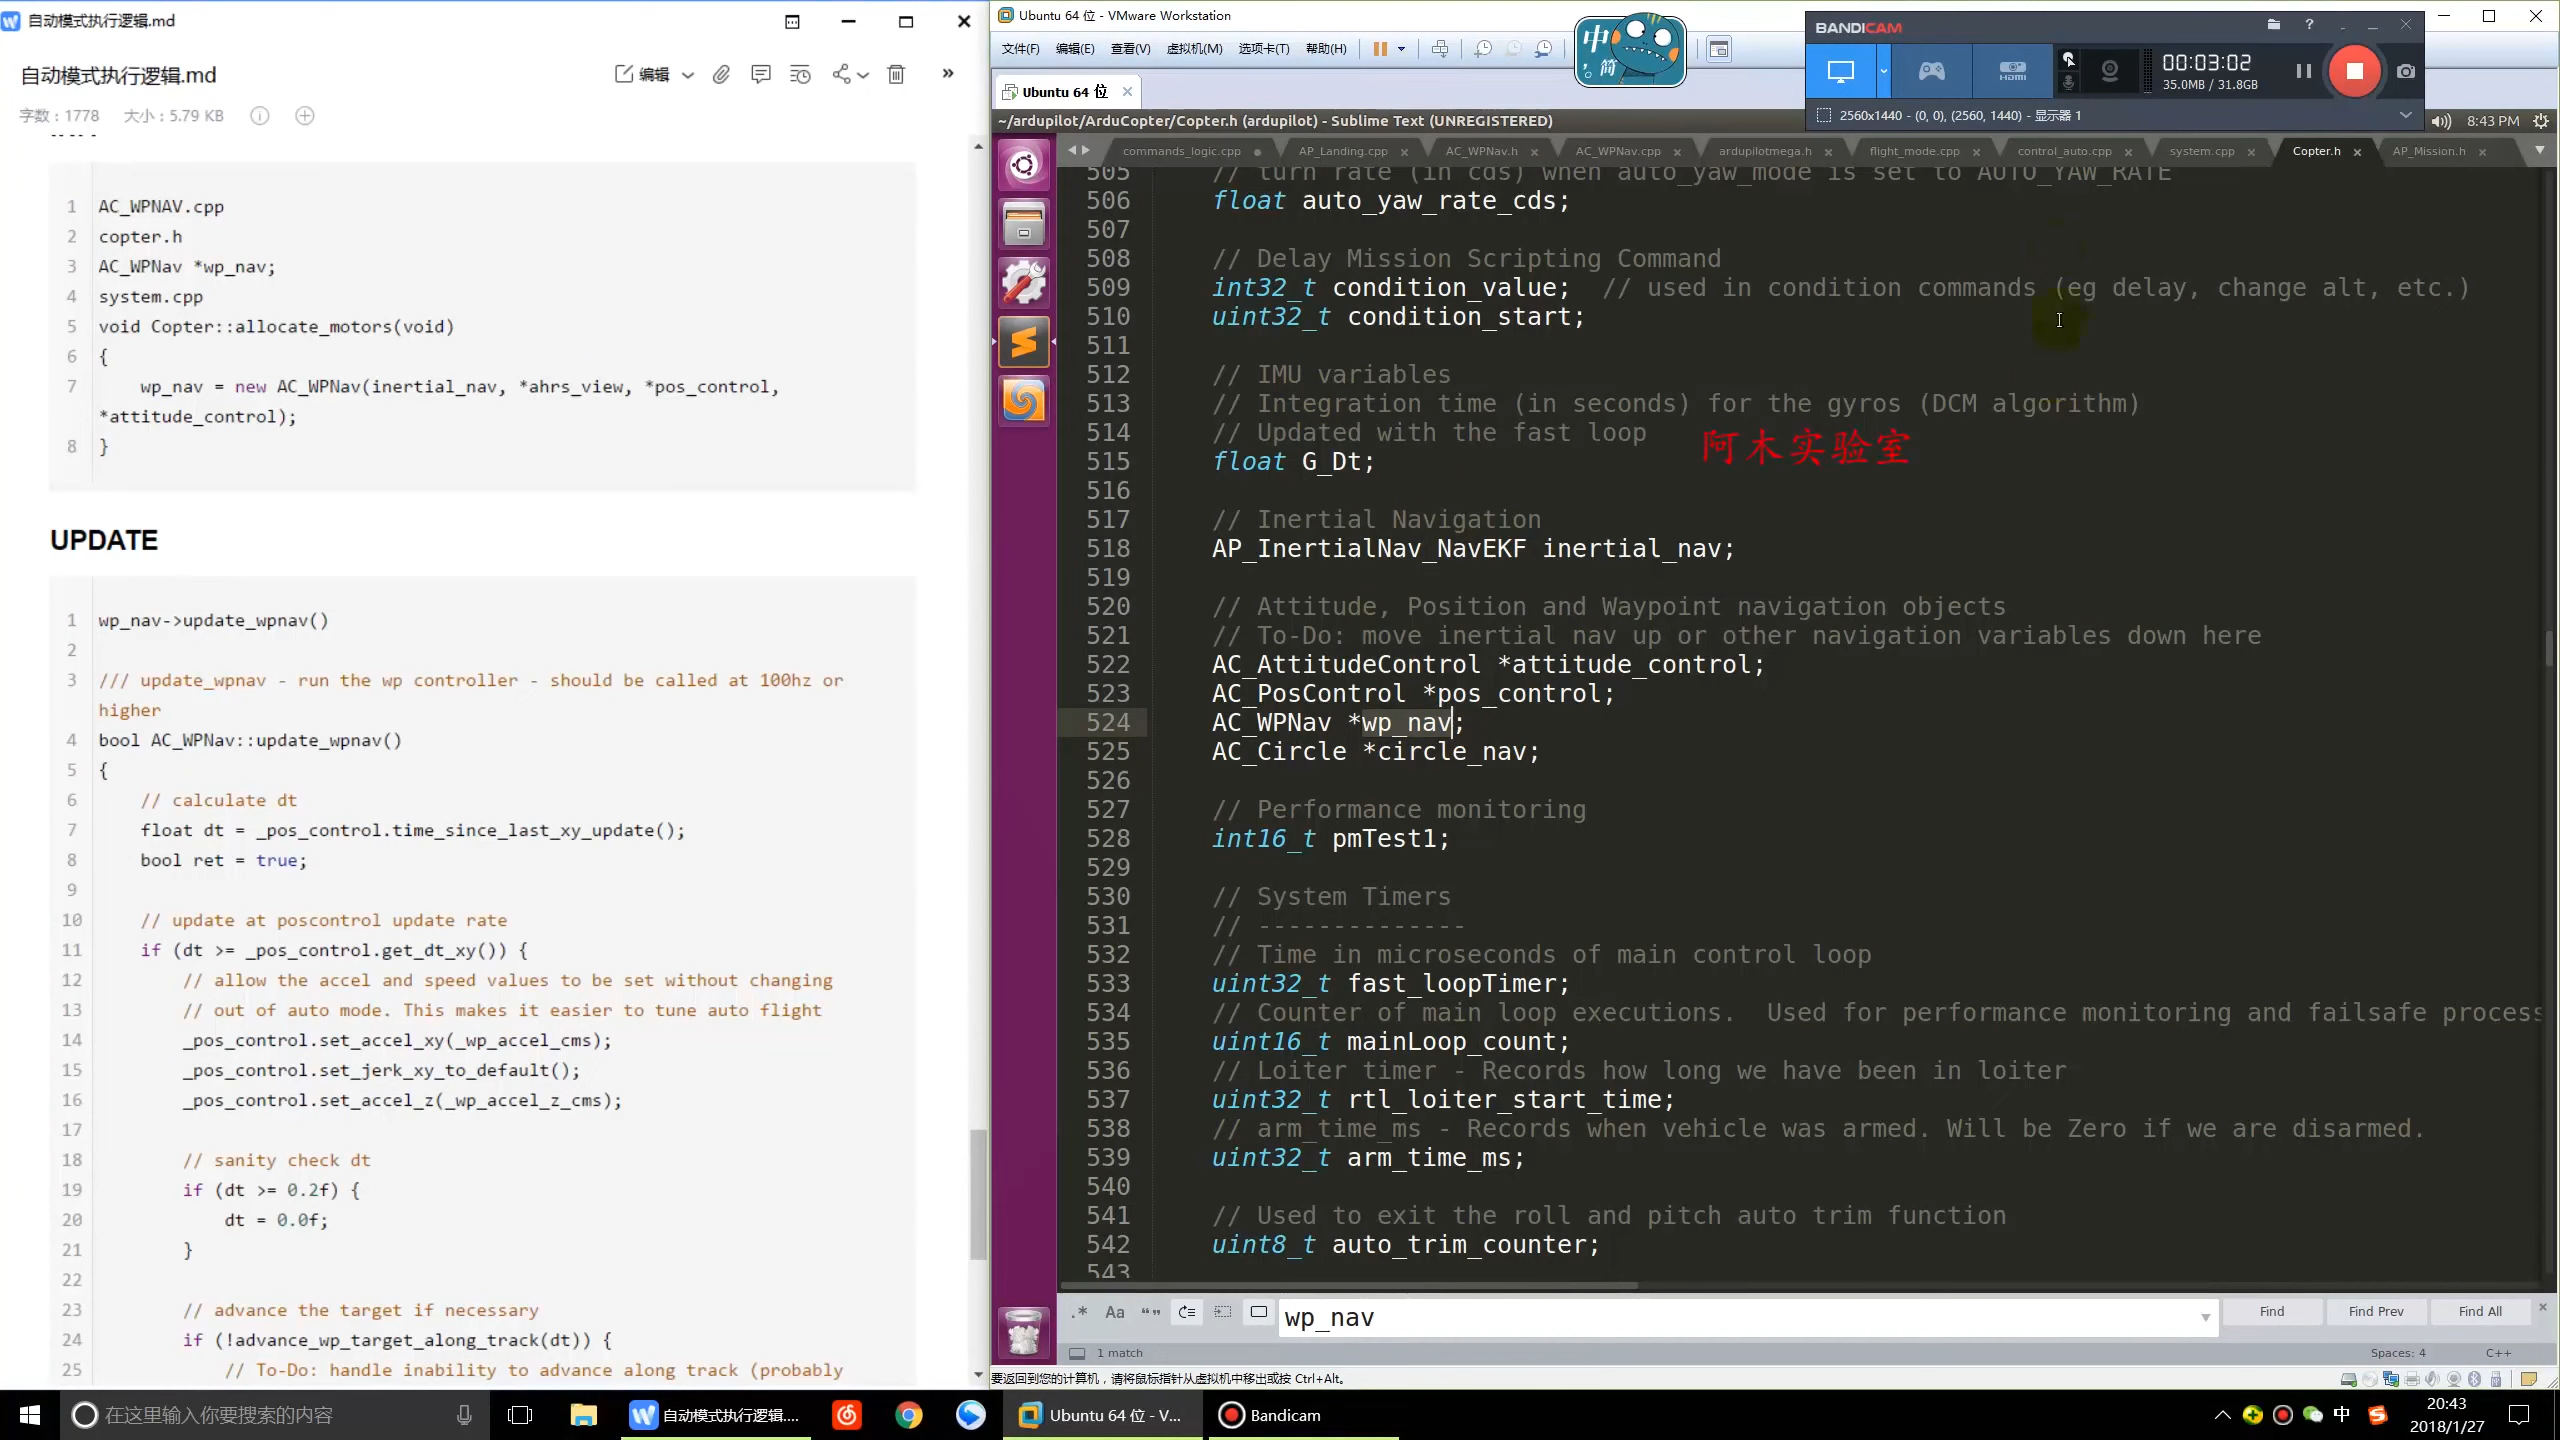 自动模式执行逻辑.md
自动模式执行逻辑.md
编辑
字数：1778 大小：5.79 KB
1 AC_WPNAV.cpp
2 copter.h
3 AC_WPNav *wp_nav;
4 system.cpp
5 void Copter::allocate_motors(void)
6 {
7 wp_nav = new AC_WPNav(inertial_nav, *ahrs_view, *pos_control,
*attitude_control);
8 }
UPDATE
1 wp_nav->update_wpnav()
2
3 /// update_wpnav - run the wp controller - should be called at 100hz or
higher
4 bool AC_WPNav::update_wpnav()
5 {
6 // calculate dt
7 float dt = _pos_control.time_since_last_xy_update();
8 bool ret = true;
9
10 // update at poscontrol update rate
11 if (dt >= _pos_control.get_dt_xy()) {
12 // allow the accel and speed values to be set without changing
13 // out of auto mode. This makes it easier to tune auto flight
14 _pos_control.set_accel_xy(_wp_accel_cms);
15 _pos_control.set_jerk_xy_to_default();
16 _pos_control.set_accel_z(_wp_accel_z_cms);
17
18 // sanity check dt
19 if (dt >= 0.2f) {
20 dt = 0.0f;
21 }
22
23 // advance the target if necessary
24 if (!advance_wp_target_along_track(dt)) {
25 // To-Do: handle inability to advance along track (probably
Ubuntu 64 位 - VMware Workstation
文件(F) 编辑(E) 查看(V) 虚拟机(M) 选项卡(T) 帮助(H)
中
简
Ubuntu 64 位
BANDICAM
00:03:02
35.0MB / 31.8GB
2560x1440 - (0, 0), (2560, 1440) - 显示器 1
~/ardupilot/ArduCopter/Copter.h (ardupilot) - Sublime Text (UNREGISTERED)
8:43 PM
commands_logic.cpp AP_Landing.cpp AC_WPNav.h AC_WPNav.cpp ardupilotmega.h flight_mode.cpp control_auto.cpp system.cpp Copter.h AP_Mission.h
505 // turn rate (in cds) when auto_yaw_mode is set to AUTO_YAW_RATE
506 float auto_yaw_rate_cds;
507
508 // Delay Mission Scripting Command
509 int32_t condition_value; // used in condition commands (eg delay, change alt, etc.)
510 uint32_t condition_start;
511
512 // IMU variables
513 // Integration time (in seconds) for the gyros (DCM algorithm)
514 // Updated with the fast loop
阿木实验室
515 float G_Dt;
516
517 // Inertial Navigation
518 AP_InertialNav_NavEKF inertial_nav;
519
520 // Attitude, Position and Waypoint navigation objects
521 // To-Do: move inertial nav up or other navigation variables down here
522 AC_AttitudeControl *attitude_control;
523 AC_PosControl *pos_control;
524 AC_WPNav *wp_nav;
525 AC_Circle *circle_nav;
526
527 // Performance monitoring
528 int16_t pmTest1;
529
530 // System Timers
531 // --------------
532 // Time in microseconds of main control loop
533 uint32_t fast_loopTimer;
534 // Counter of main loop executions.  Used for performance monitoring and failsafe process
535 uint16_t mainLoop_count;
536 // Loiter timer - Records how long we have been in loiter
537 uint32_t rtl_loiter_start_time;
538 // arm_time_ms - Records when vehicle was armed. Will be Zero if we are disarmed.
539 uint32_t arm_time_ms;
540
541 // Used to exit the roll and pitch auto trim function
542 uint8_t auto_trim_counter;
543
.* Aa “” wp_nav Find Find Prev Find All
1 match Spaces: 4 C++
要返回到您的计算机，请将鼠标指针从虚拟机中移出或按 Ctrl+Alt。
在这里输入你要搜索的内容
自动模式执行逻辑....
Ubuntu 64 位 - V...
Bandicam
中
20:43
2018/1/27